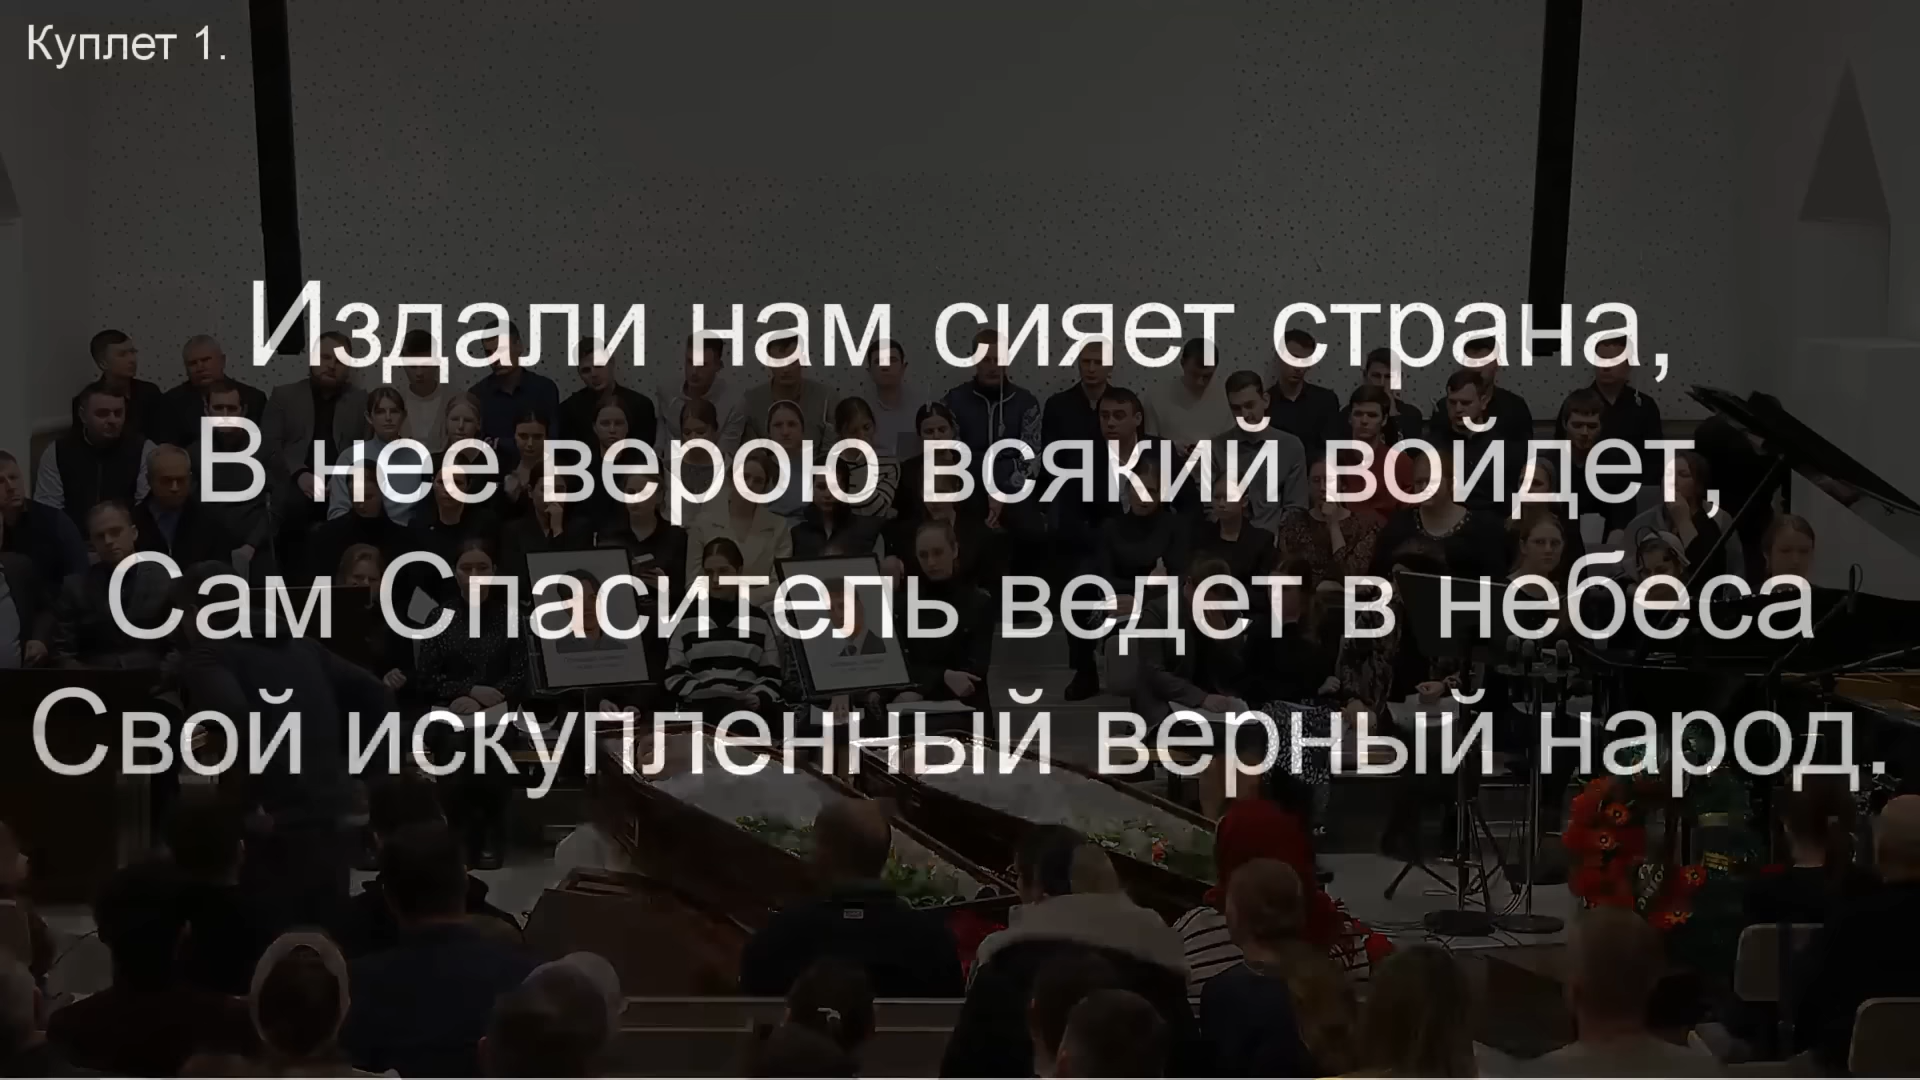 Куплет 1.
Издали нам сияет страна,
В нее верою всякий войдет,
Сам Спаситель ведет в небеса
Свой искупленный верный народ.